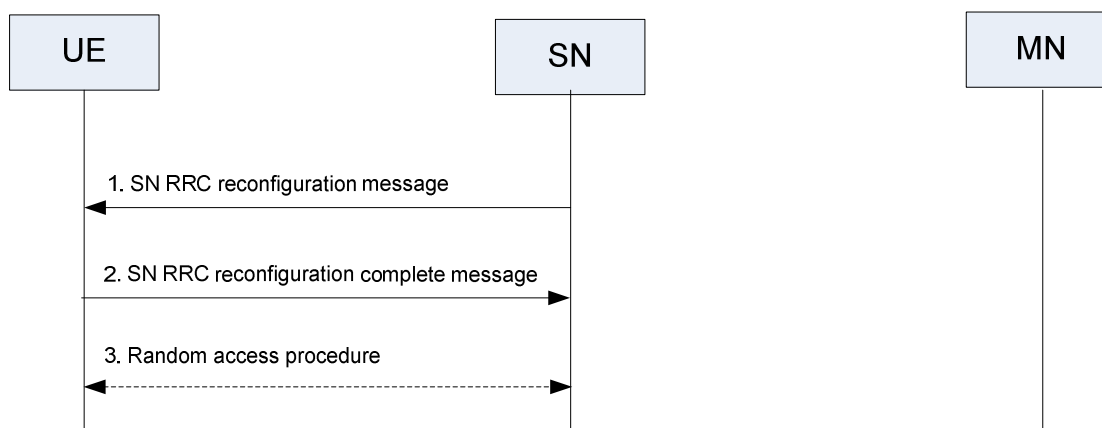 UE
SN
MN
1. SN RRC reconfiguration message
2. SN RRC reconfiguration complete message
3. Random access procedure